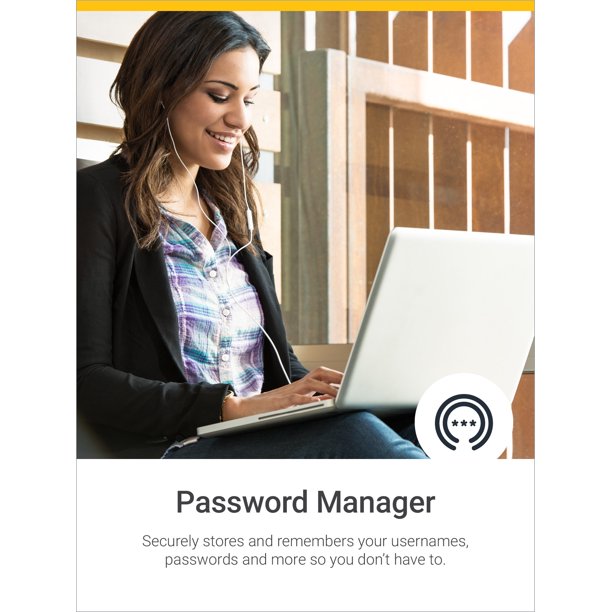 ***
Password Manager
Securely stores and remembers your usernames,
passwords and more so you don't have to.